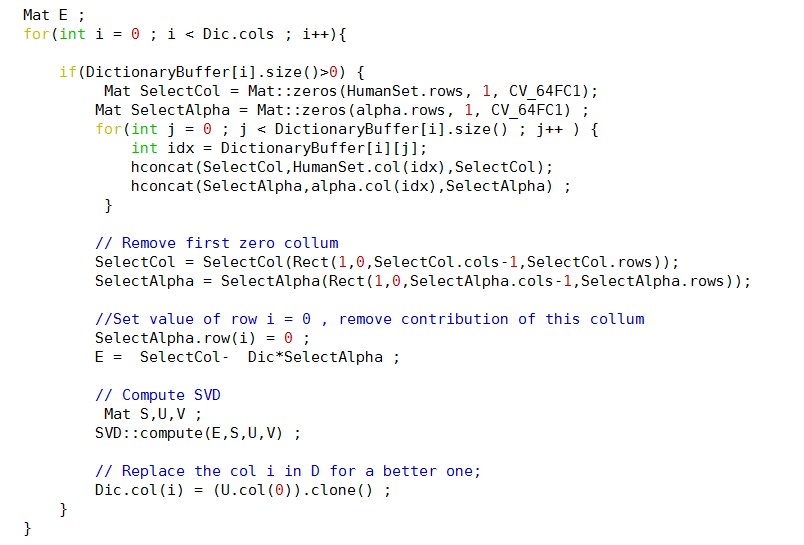 Mat E ;
for(int i = 0 ; i < Dic.cols ; i++){
if(DictionaryBuffer[i].size()>0) {
Mat SelectCol = Mat::zeros(HumanSet.rows, 1, CV_64FC1);
Mat SelectAlpha = Mat::zeros(alpha.rows, 1, CV_64FC1) ;
for(int j = 0 ; j < DictionaryBuffer[i].size() ; j++ ) {
int idx = DictionaryBuffer[i][j];
hconcat(SelectCol,HumanSet.col(idx),SelectCol);
hconcat(SelectAlpha,alpha.col(idx),SelectAlpha) ;
}
// Remove first zero collum
SelectCol = SelectCol(Rect(1,0,SelectCol.cols-1,SelectCol.rows));
SelectAlpha = SelectAlpha(Rect(1,0,SelectAlpha.cols-1,SelectAlpha.rows));
//Set value of row i = 0 , remove contribution of this collum
SelectAlpha.row(i) = 0 ;
E =  SelectCol-  Dic*SelectAlpha ;
// Compute SVD
Mat S,U,V ;
SVD::compute(E,S,U,V) ;
// Replace the col i in D for a better one;
Dic.col(i) = (U.col(0)).clone() ;
}
}